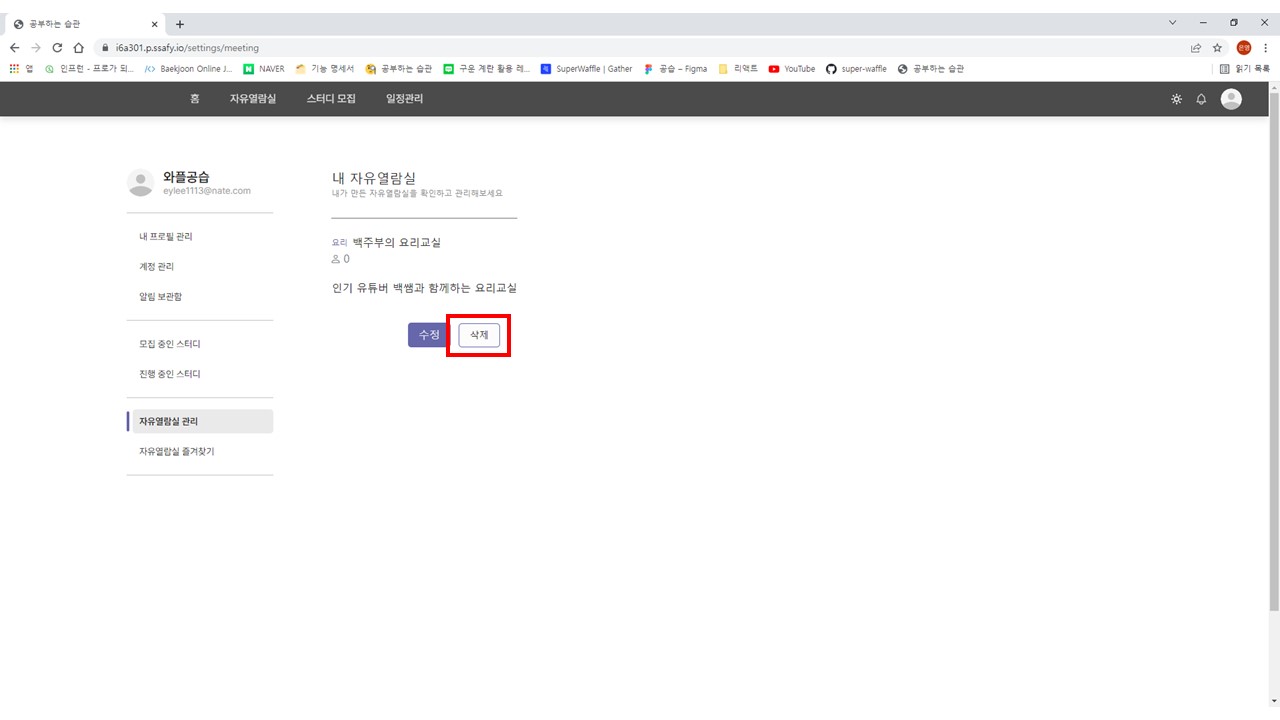 공부하는 습관
i6a301.p.ssafy.io/settings/meeting
은영
앱 인프런 - 프로가 되... Baekjoon Online J... NAVER 기능 명세서 공부하는 습관 구운 계란 활용 레... SuperWaffle | Gather 공습 – Figma 리액트 YouTube super-waffle 공부하는 습관 읽기 목록
홈 자유열람실 스터디 모집 일정관리
와플공습
eylee1113@nate.com
내 프로필 관리
계정 관리
알림 보관함
모집 중인 스터디
진행 중인 스터디
자유열람실 관리
자유열람실 즐겨찾기
내 자유열람실
내가 만든 자유열람실을 확인하고 관리해보세요
요리 백주부의 요리교실
0
인기 유튜버 백쌤과 함께하는 요리교실
수정 삭제